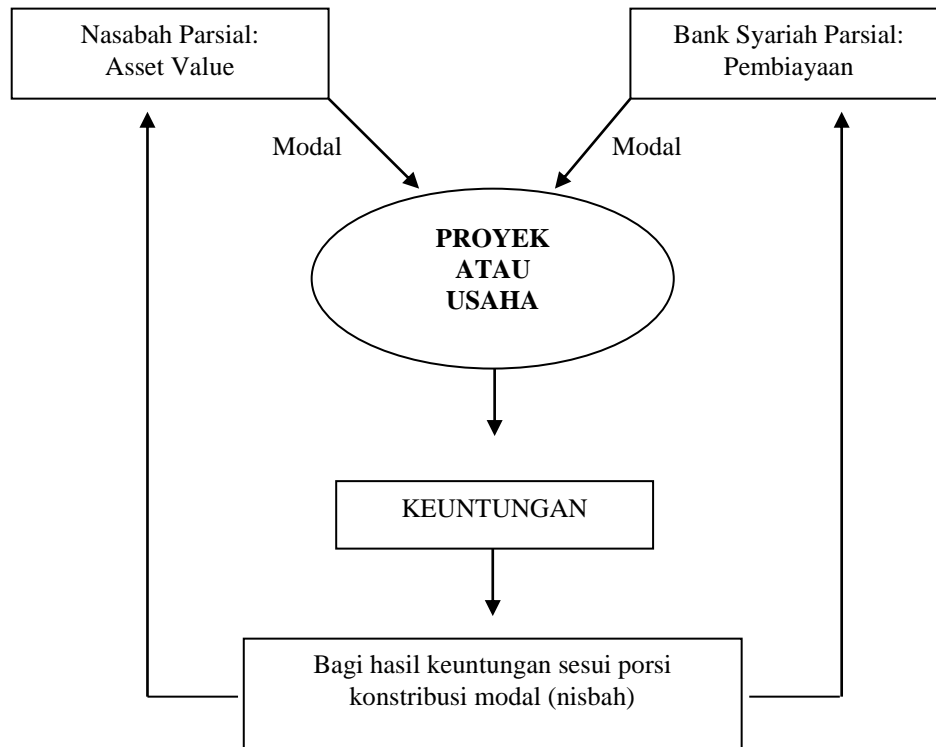 Nasabah Parsial:
Asset Value
Bank Syariah Parsial:
Pembiayaan
Modal
Modal
PROYEK
ATAU
USAHA
KEUNTUNGAN
Bagi hasil keuntungan sesui porsi
konstribusi modal (nisbah)